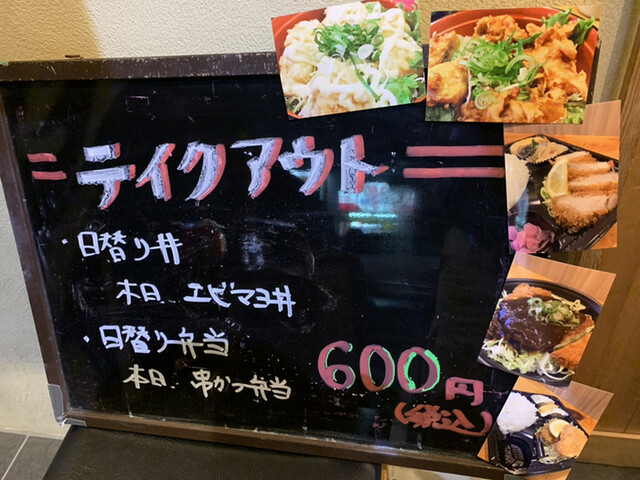 テイクアウト
・日替り丼
本日 エビマヨ丼
・日替り弁当
本日 串かつ弁当
600円
(税込)